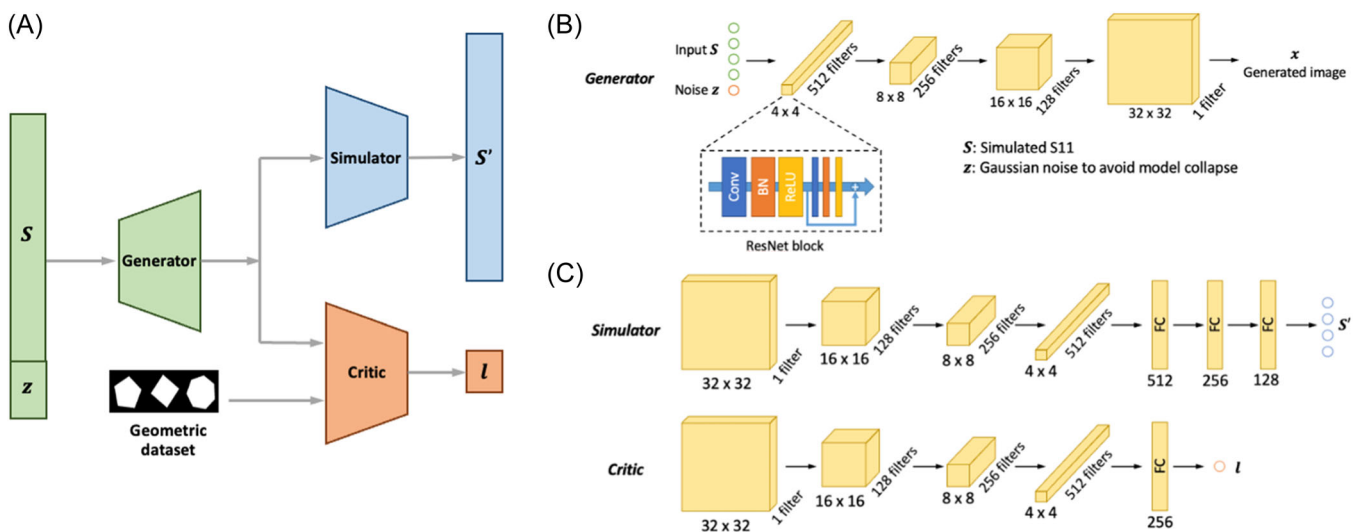 (A)
S
z
Generator
Simulator
S'
Critic
l
Geometric
dataset
(B)
Generator
Input S
Noise z
4 x 4
512 filters
8 x 8
256 filters
16 x 16
128 filters
32 x 32
1 filter
x
Generated image
Conv
BN
ReLU
+
ResNet block
S: Simulated S11
z: Gaussian noise to avoid model collapse
(C)
Simulator
32 x 32
1 filter
16 x 16
128 filters
8 x 8
256 filters
4 x 4
512 filters
FC
512
FC
256
FC
128
S'
Critic
32 x 32
1 filter
16 x 16
128 filters
8 x 8
256 filters
4 x 4
512 filters
FC
256
l